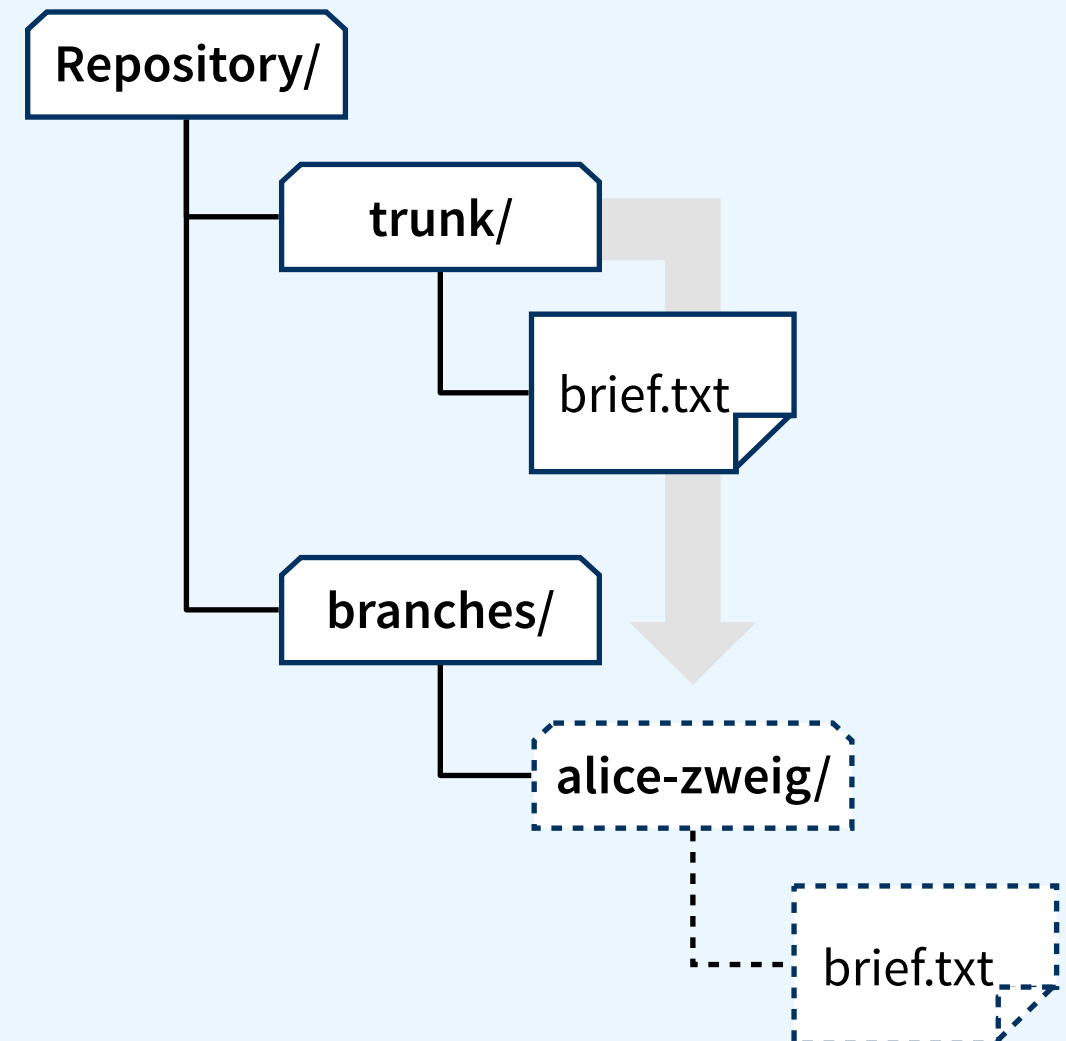 Repository/
trunk/
brief.txt
branches/
alice-zweig/
brief.txt